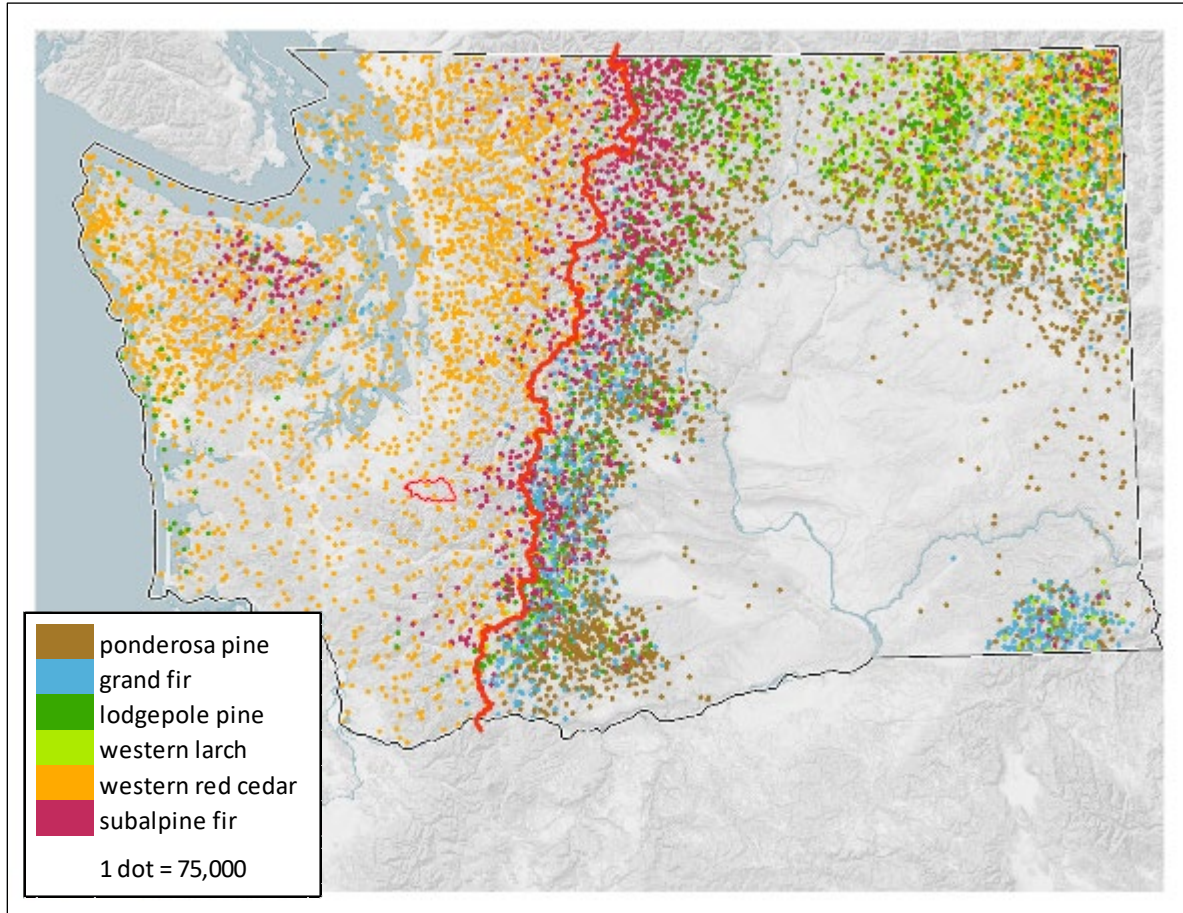 ponderosa pine
grand fir
lodgepole pine
western larch
western red cedar
subalpine fir
1 dot = 75,000